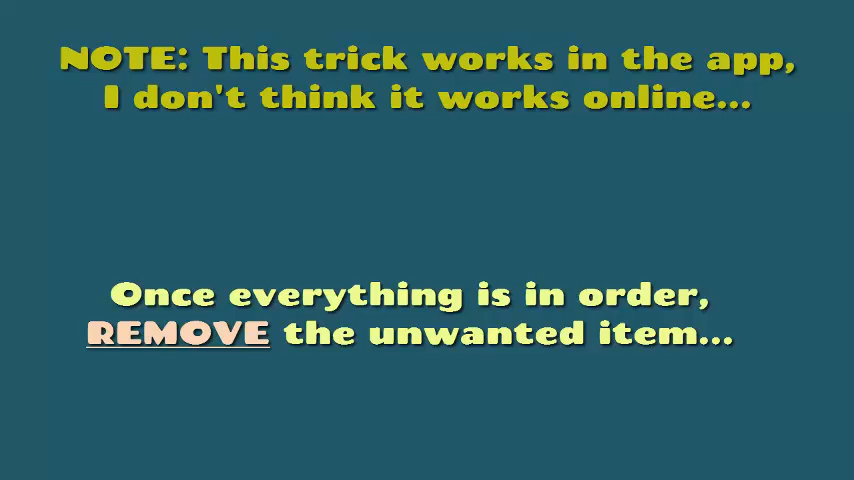 NOTE: This trick works in the app,
I don't think it works online...
Once everything is in order,
REMOVE the unwanted item...